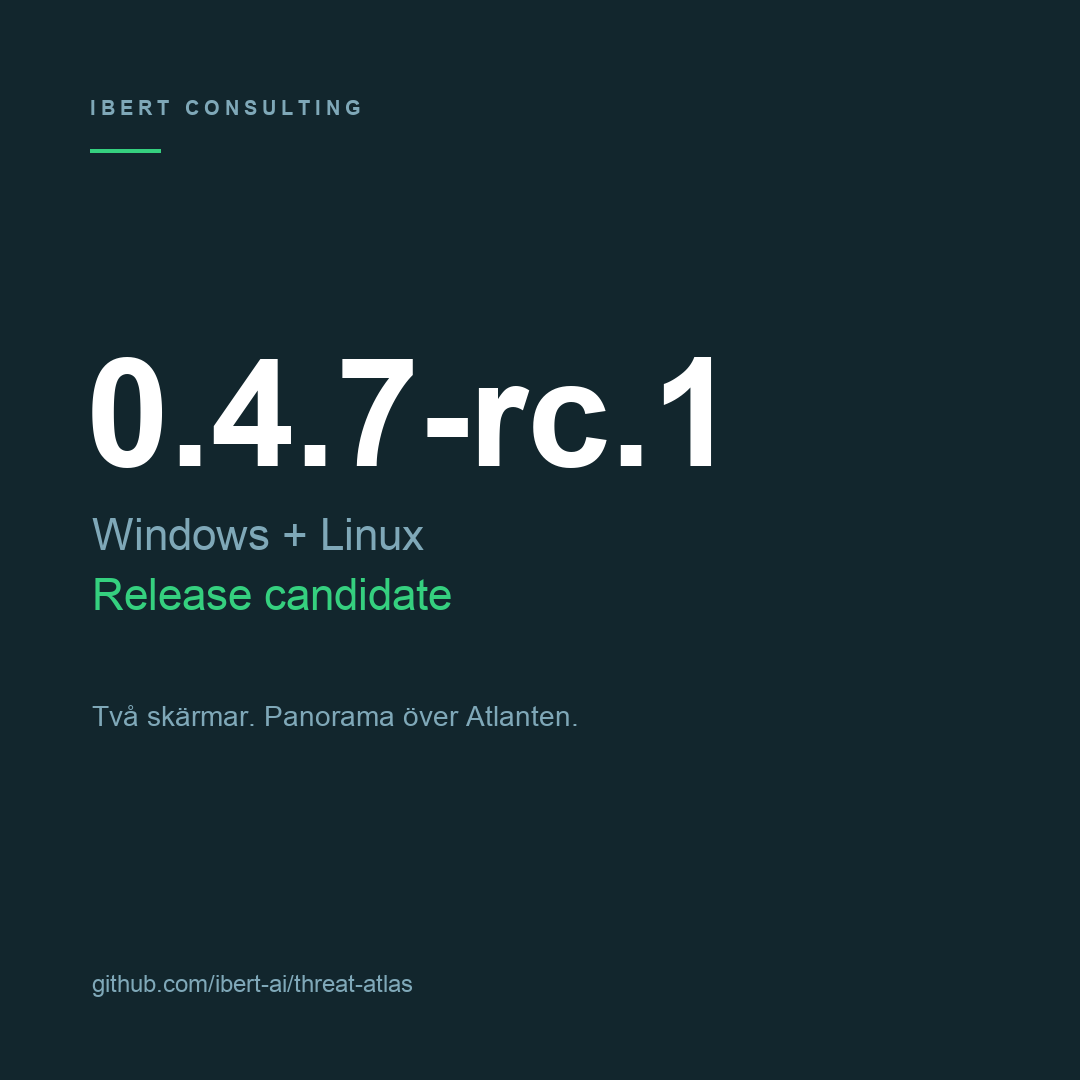 IBERT CONSULTING
0.4.7-rc.1
Windows + Linux
Release candidate
Två skärmar. Panorama över Atlanten.
github.com/ibert-ai/threat-atlas